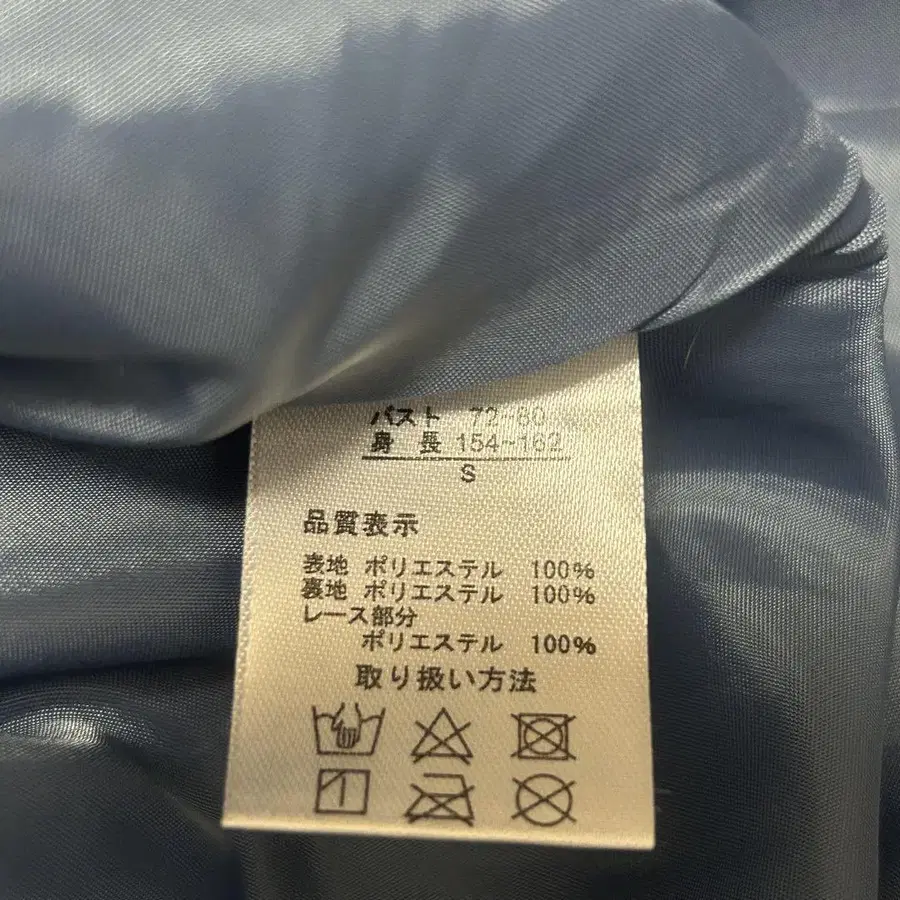 バスト 72~80
身長 154~162
S
品質表示
表地 ポリエステル 100%
裏地 ポリエステル 100%
レース部分
ポリエステル 100%
取り扱い方法